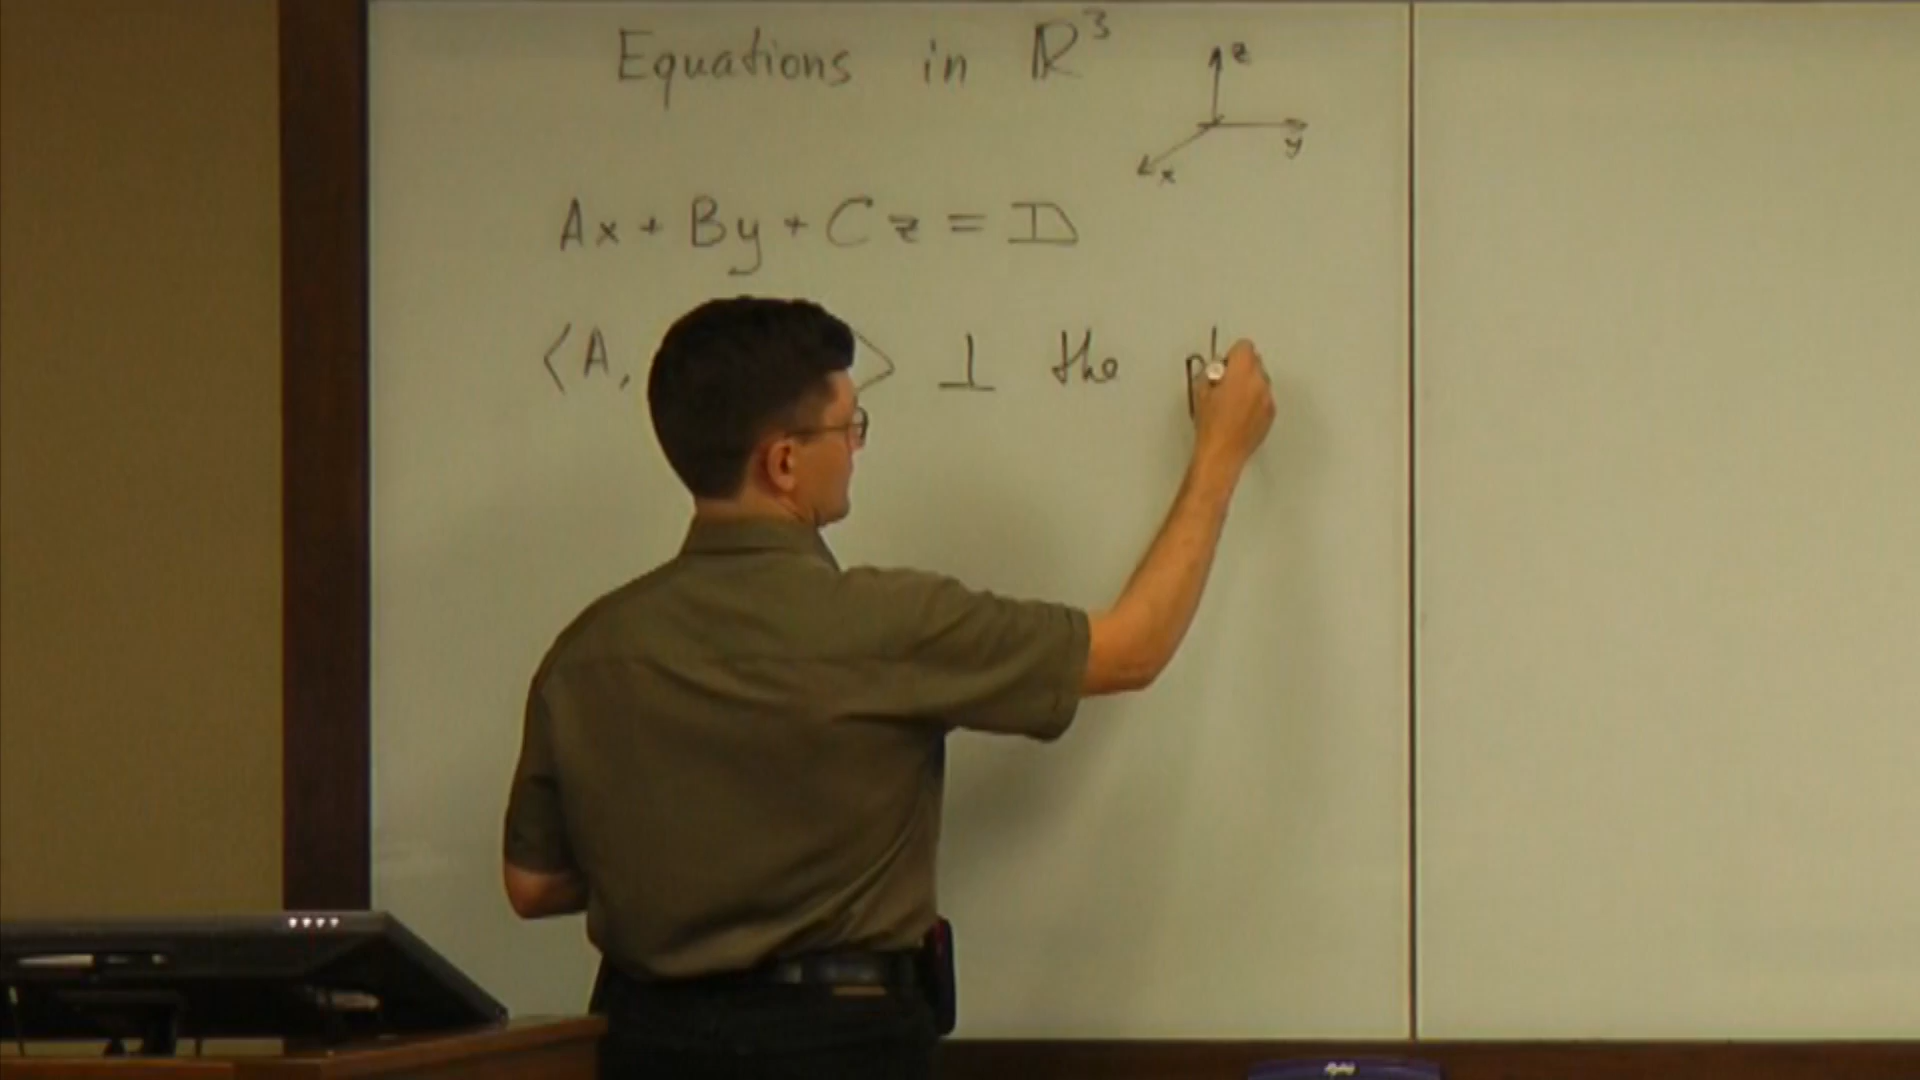 Equations in ℝ³
z
y
x
Ax + By + Cz = D
⟨A, ⟩ ⊥ the